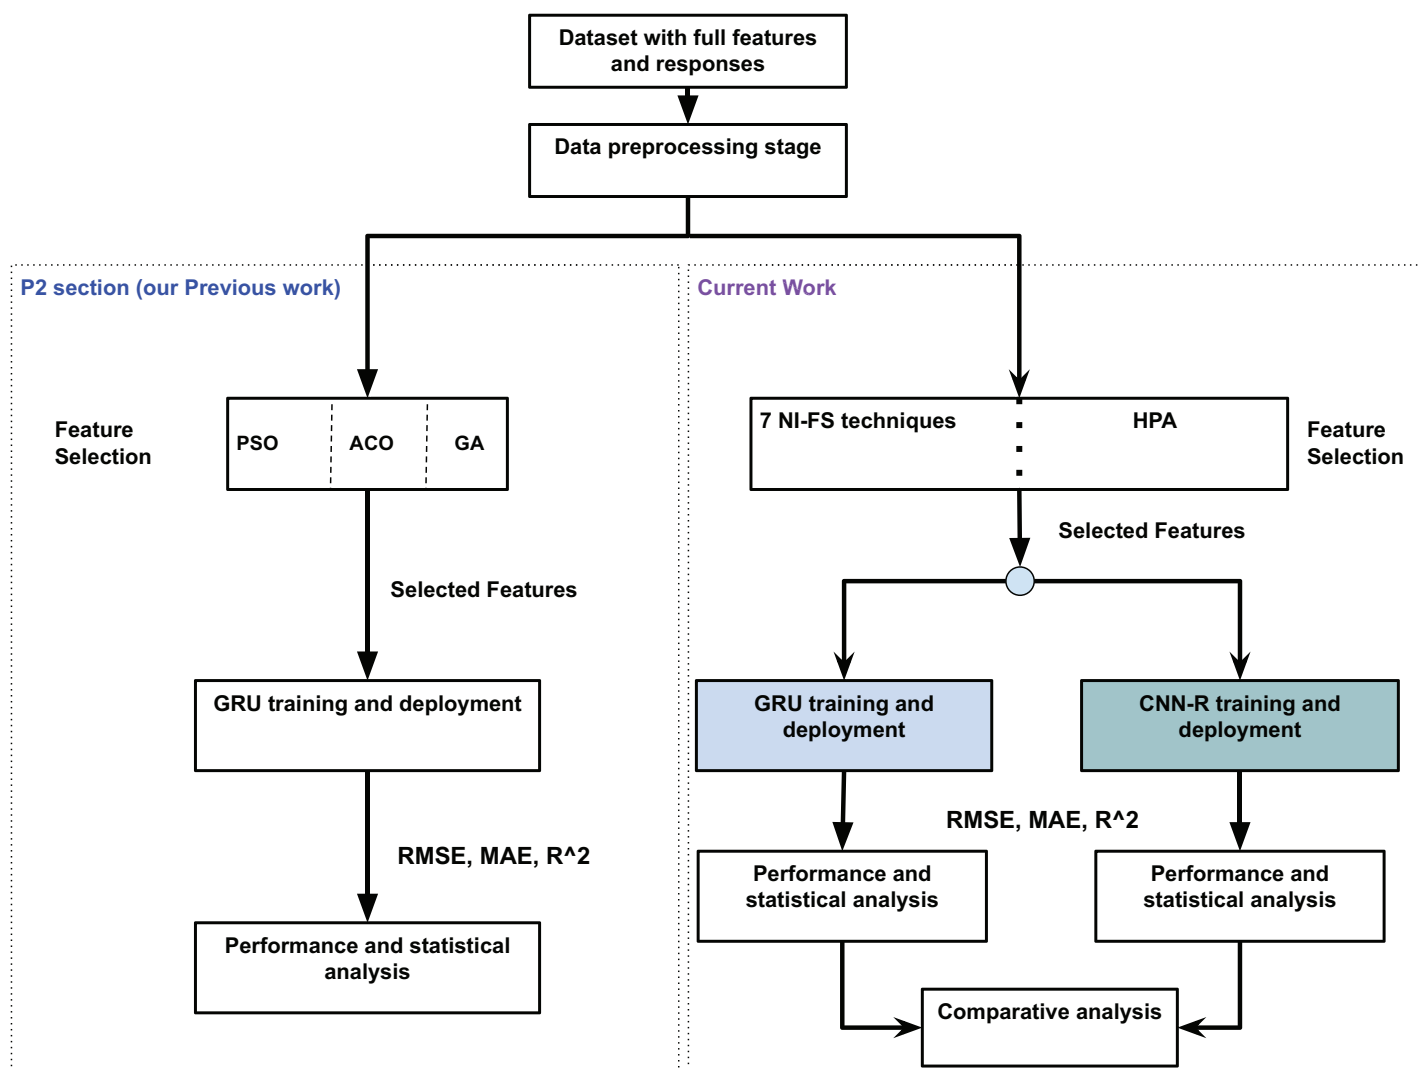 Dataset with full features
and responses
Data preprocessing stage
P2 section (our Previous work)
Feature
Selection
PSO
ACO
GA
Selected Features
GRU training and deployment
RMSE, MAE, R^2
Performance and statistical
analysis
Current Work
7 NI-FS techniques
HPA
Feature
Selection
Selected Features
GRU training and
deployment
CNN-R training and
deployment
RMSE, MAE, R^2
Performance and
statistical analysis
Performance and
statistical analysis
Comparative analysis